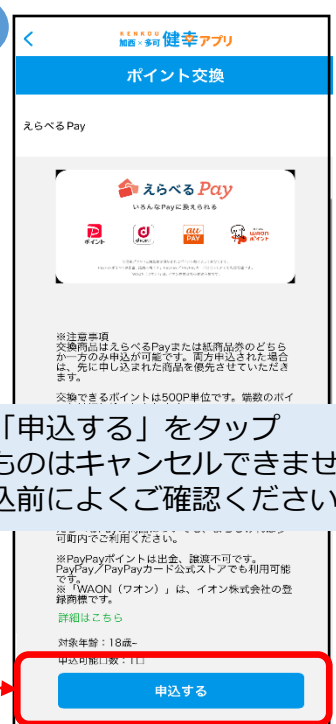 KENKOU
加西×多可 健幸アプリ
ポイント交換
えらべるPay
えらべるPay
いろんなPayに換えられる
ポイント
d
au
PAY
WAON
ポイント
※注意事項
交換商品はえらべるPayまたは紙商品券のどちら
か一方のみ申込が可能です。両方申込された場合
は、先に申し込まれた商品を優先させていただき
ます。
交換できるポイントは500P単位です。端数のポイ
「申込する」をタップ
ものはキャンセルできませ
込前によくご確認ください
可町内でご利用ください。
※PayPayポイントは出金、譲渡不可です。
PayPay/PayPayカード公式ストアでも利用可能
です。
※「WAON(ワオン)」は、イオン株式会社の登
録商標です。
詳細はこちら
対象年齢:18歳~
申込可能口数:1口
申込する